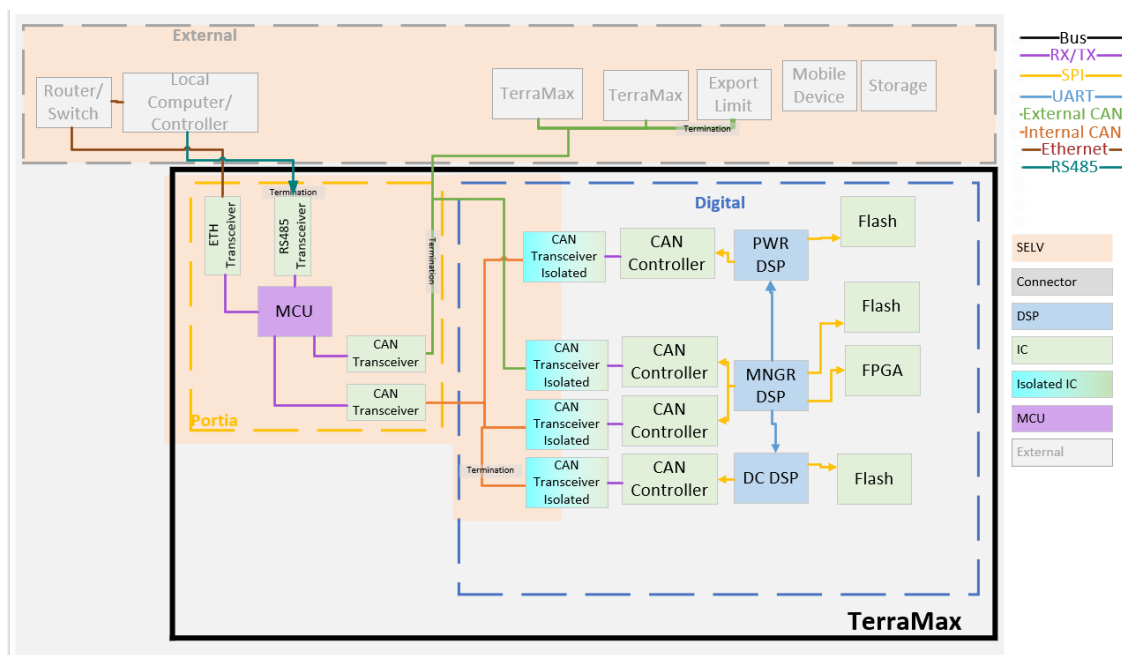 External
Router/
Switch
Local
Computer/
Controller
TerraMax
TerraMax
Export
Limit
Mobile
Device
Storage
Termination
Bus
RX/TX
SPI
UART
External CAN
Internal CAN
Ethernet
RS485
SELV
Connector
DSP
IC
Isolated IC
MCU
External
Termination
ETH
Transceiver
RS485
Transceiver
MCU
CAN
Transceiver
CAN
Transceiver
Portia
Termination
Termination
Digital
CAN
Transceiver
Isolated
CAN
Controller
PWR
DSP
Flash
CAN
Transceiver
Isolated
CAN
Controller
MNGR
DSP
Flash
FPGA
CAN
Transceiver
Isolated
CAN
Controller
CAN
Transceiver
Isolated
CAN
Controller
DC DSP
Flash
TerraMax